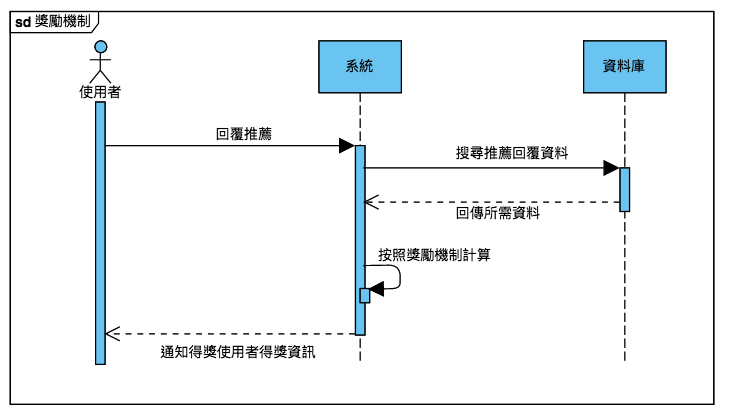 sd 獎勵機制
使用者
系統
資料庫
回覆推薦
搜尋推薦回覆資料
回傳所需資料
按照獎勵機制計算
通知得獎使用者得獎資訊